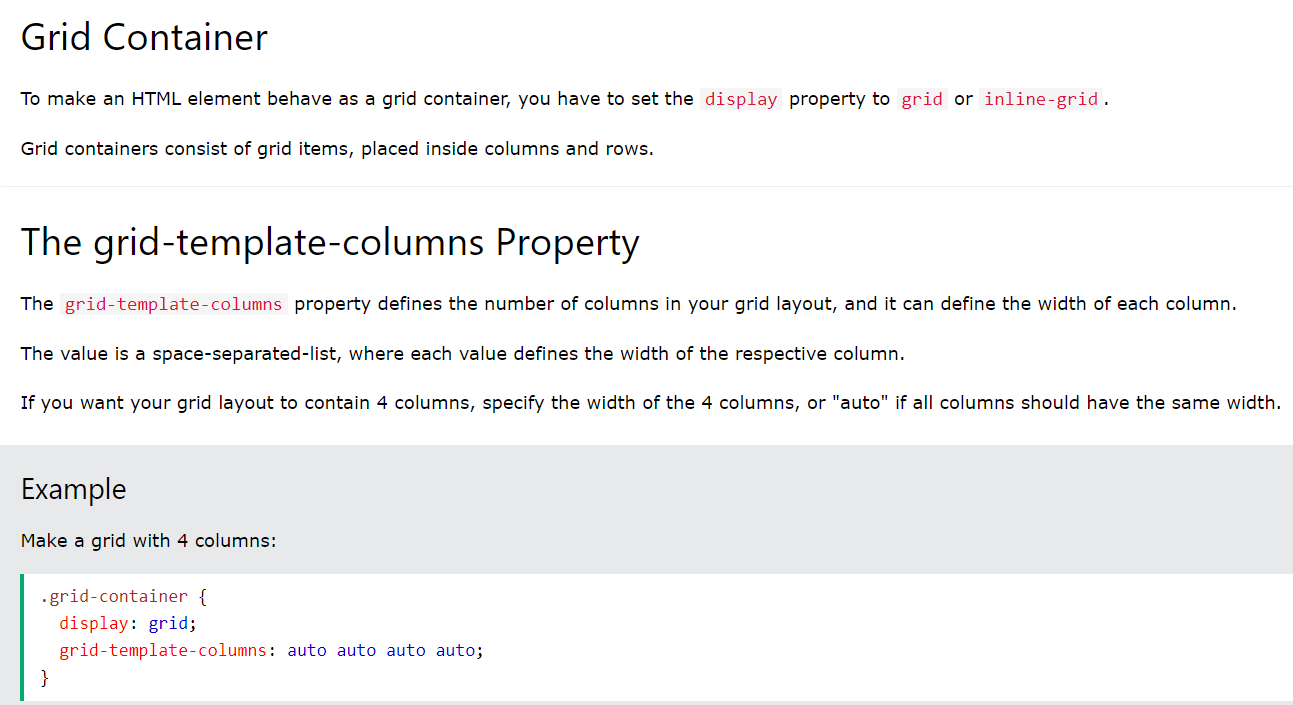 Grid Container
To make an HTML element behave as a grid container, you have to set the display property to grid or inline-grid.
Grid containers consist of grid items, placed inside columns and rows.
The grid-template-columns Property
The grid-template-columns property defines the number of columns in your grid layout, and it can define the width of each column.
The value is a space-separated-list, where each value defines the width of the respective column.
If you want your grid layout to contain 4 columns, specify the width of the 4 columns, or "auto" if all columns should have the same width.
Example
Make a grid with 4 columns:
.grid-container {
  display: grid;
  grid-template-columns: auto auto auto auto;
}